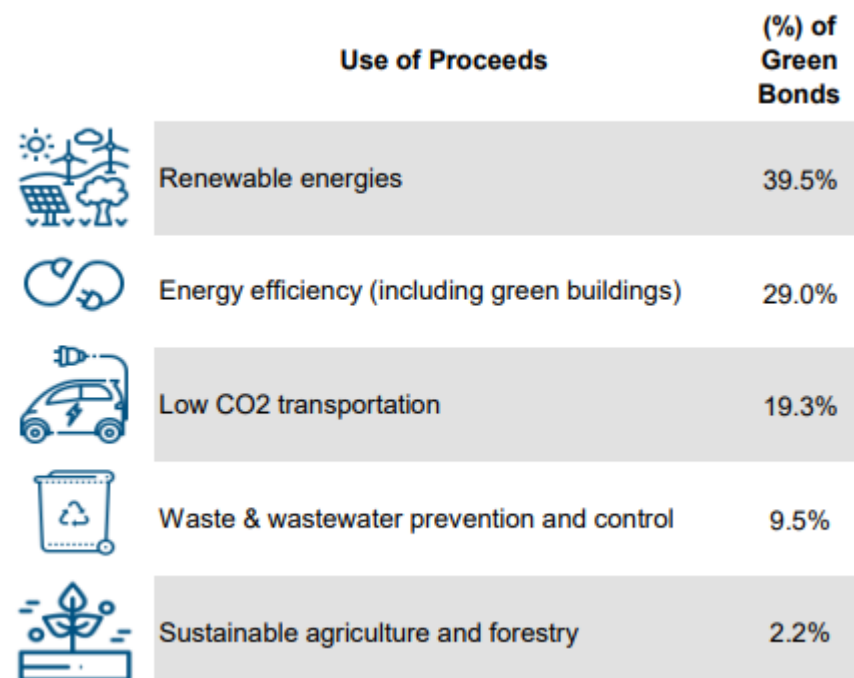 Use of Proceeds
(%) of
Green
Bonds
Renewable energies 39.5%
Energy efficiency (including green buildings) 29.0%
Low CO2 transportation 19.3%
Waste & wastewater prevention and control 9.5%
Sustainable agriculture and forestry 2.2%